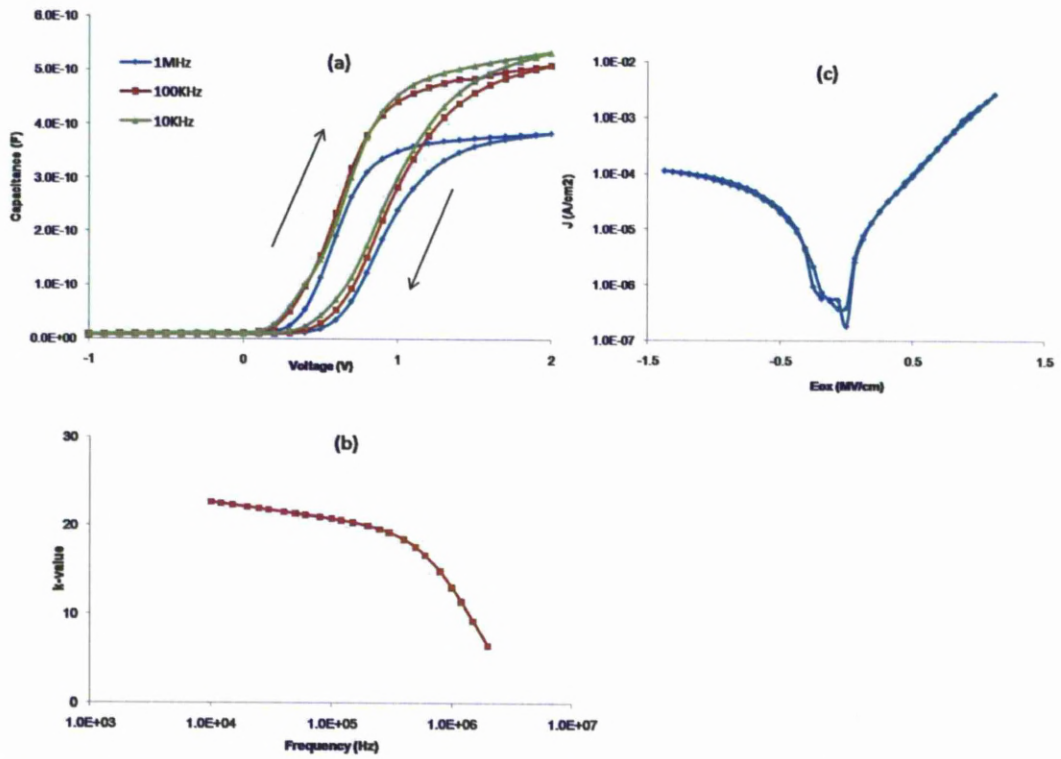 (a)
6.0E-10
5.0E-10
4.0E-10
3.0E-10
2.0E-10
1.0E-10
0.0E+00
Capacitance (F)
1MHz
100KHz
10KHz
-1
0
1
2
Voltage (V)
(c)
1.0E-02
1.0E-03
1.0E-04
1.0E-05
1.0E-06
1.0E-07
J (A/cm2)
-1.5
-0.5
0.5
1.5
Eox (MV/cm)
(b)
30
20
10
0
k-value
1.0E+03
1.0E+04
1.0E+05
1.0E+06
1.0E+07
Frequency (Hz)